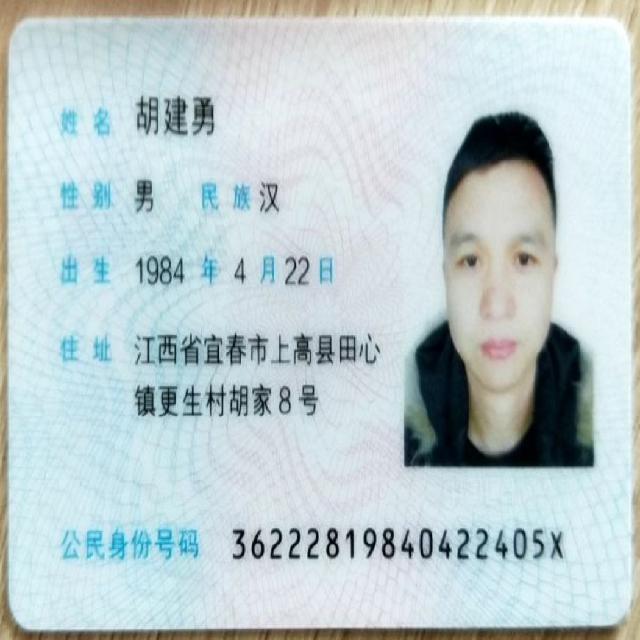 姓名 胡建勇
性别 男 民族 汉
出生 1984 年 4 月 22 日
住址 江西省宜春市上高县田心
镇更生村胡家8号
公民身份号码 36222819840422405X